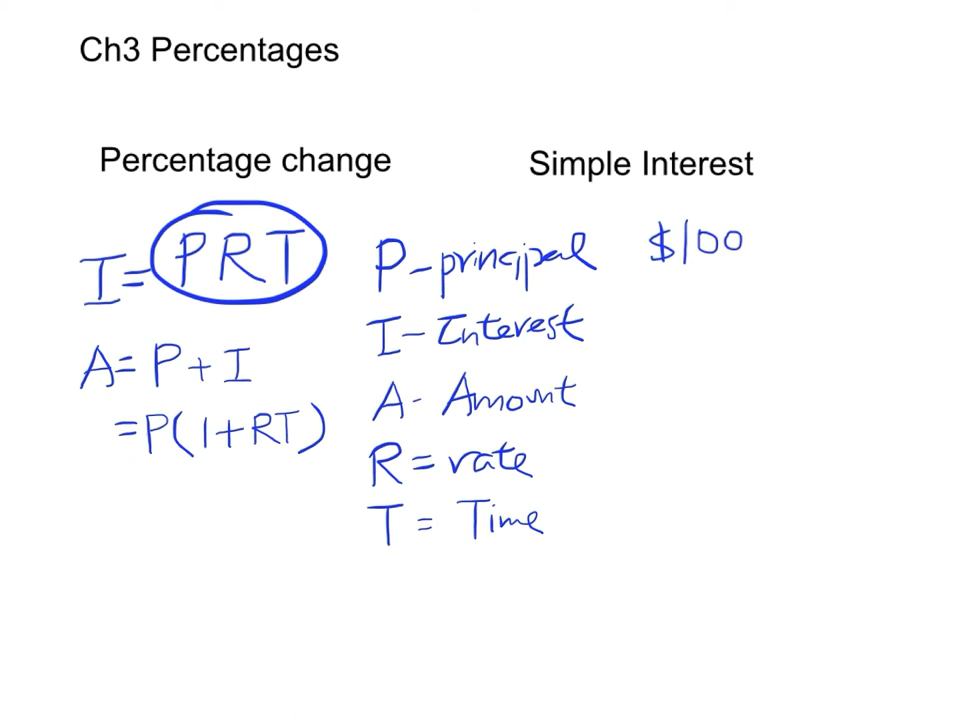 Ch3 Percentages
Percentage change
Simple Interest
I = PRT
A = P + I
= P(1+RT)
P - principal $100
I - Interest
A - Amount
R = rate
T = Time